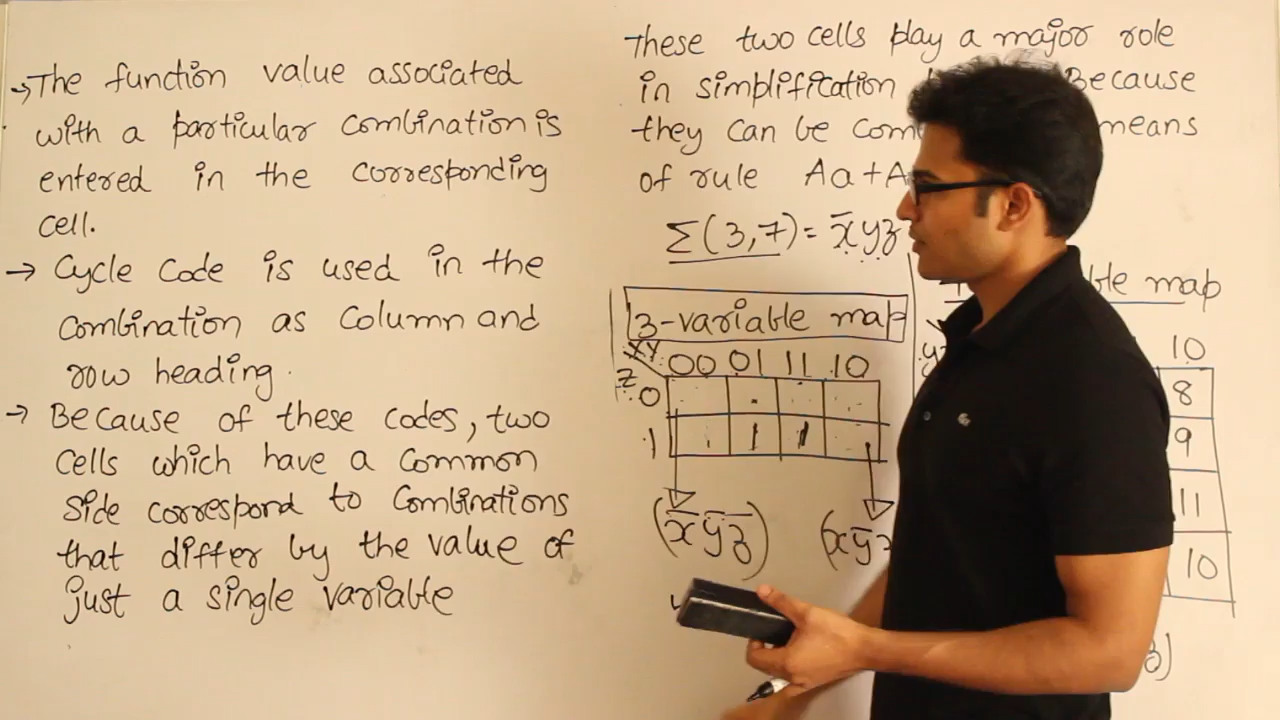 →The function value associated
with a particular combination is
entered in the corresponding
cell.
→ Cycle code is used in the
combination as column and
row heading.
→ Because of these codes, two
cells which have a common
side correspond to combinations
that differ by the value of
just a single variable
These two cells play a major role
in simplification Because
they can be means
of rule Aa+A
Σ(3,7)= x̄yz
3-variable map
XY 00 01 11 10
Z
0
1 1 1
(x̄ȳz̄) (xȳ
map
10
8
9
11
10